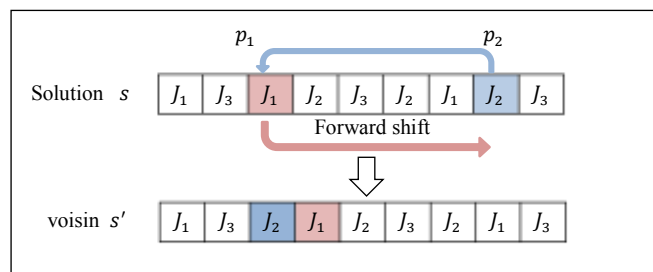 p₁ p₂
Solution s J₁ J₃ J₁ J₂ J₃ J₂ J₁ J₂ J₃
Forward shift
voisin s′ J₁ J₃ J₂ J₁ J₂ J₃ J₂ J₁ J₃